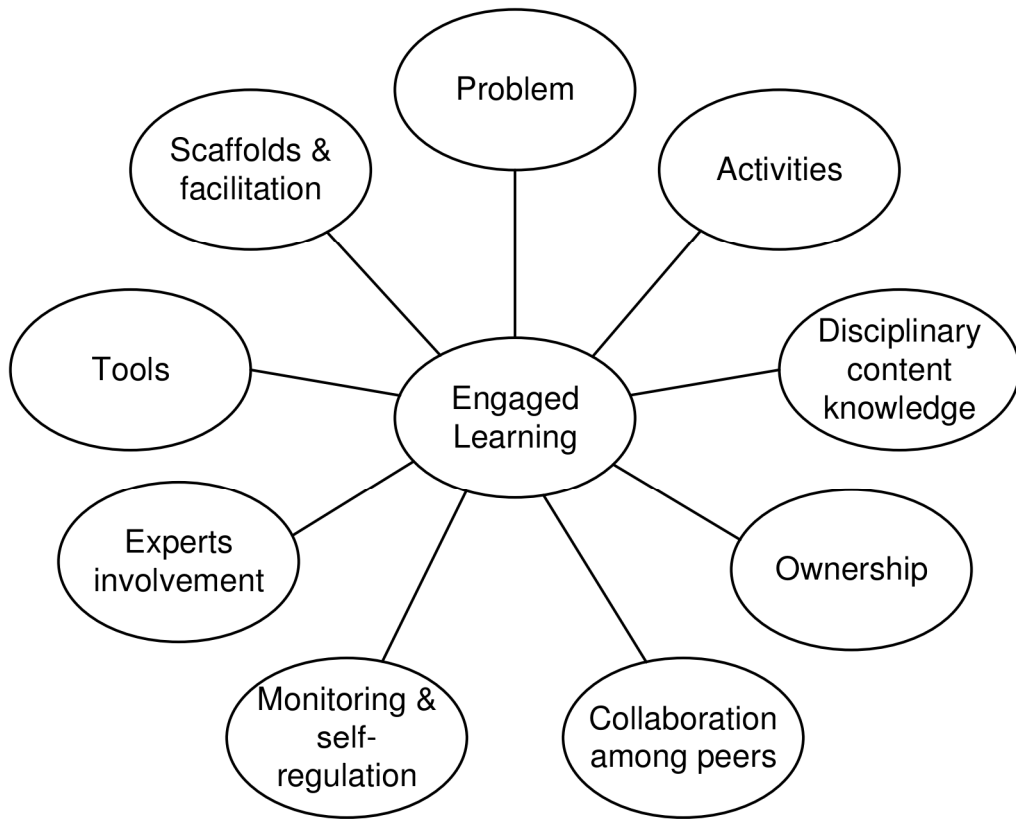 Problem
Scaffolds &
facilitation
Activities
Tools
Engaged
Learning
Disciplinary
content
knowledge
Experts
involvement
Ownership
Monitoring &
self-
regulation
Collaboration
among peers